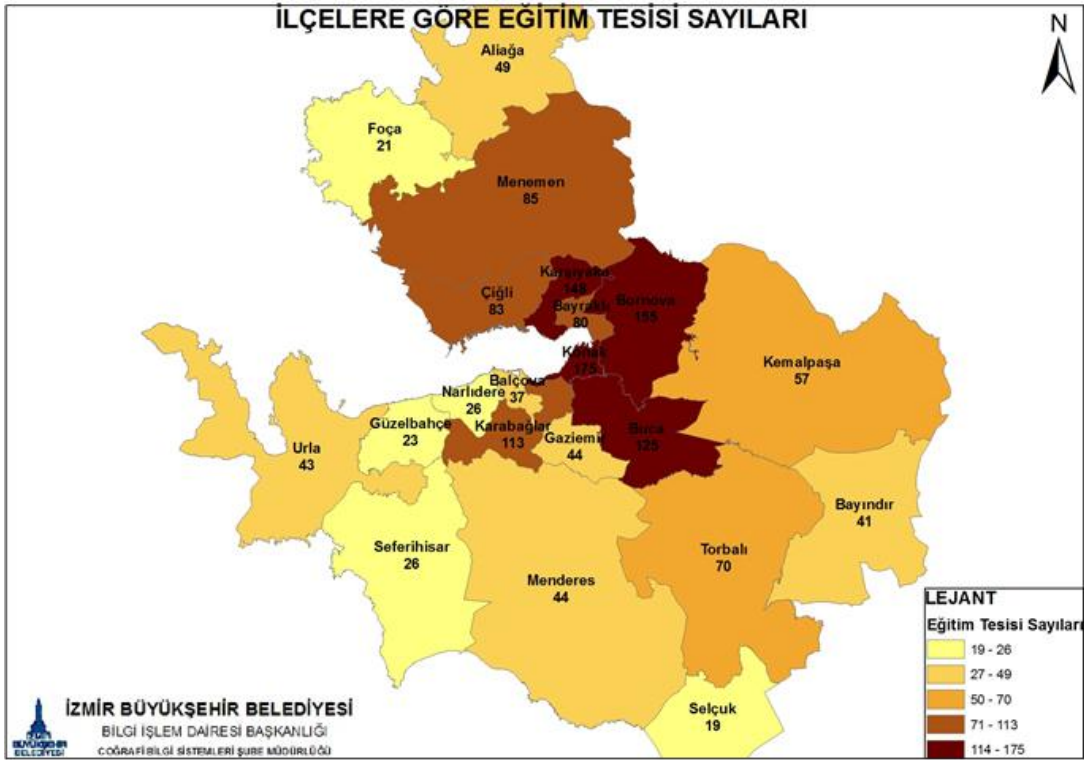 İLÇELERE GÖRE EĞİTİM TESİSİ SAYILARI
N
Aliağa
49
Foça
21
Menemen
85
Karşıyaka
148
Çiğli
83
Bayraklı
80
Bornova
155
Konak
175
Kemalpaşa
57
Balçova
37
Narlıdere
26
Güzelbahçe
23
Karabağlar
113
Gaziemir
44
Buca
125
Urla
43
Bayındır
41
Seferihisar
26
Menderes
44
Torbalı
70
Selçuk
19
LEJANT
Eğitim Tesisi Sayıları
19 - 26
27 - 49
50 - 70
71 - 113
114 - 175
İZMİR BÜYÜKŞEHİR BELEDİYESİ
BİLGİ İŞLEM DAİRESİ BAŞKANLIĞI
COĞRAFİ BİLGİ SİSTEMLERİ ŞUBE MÜDÜRLÜĞÜ
BÜYÜKŞEHİR
BELEDİYESİ